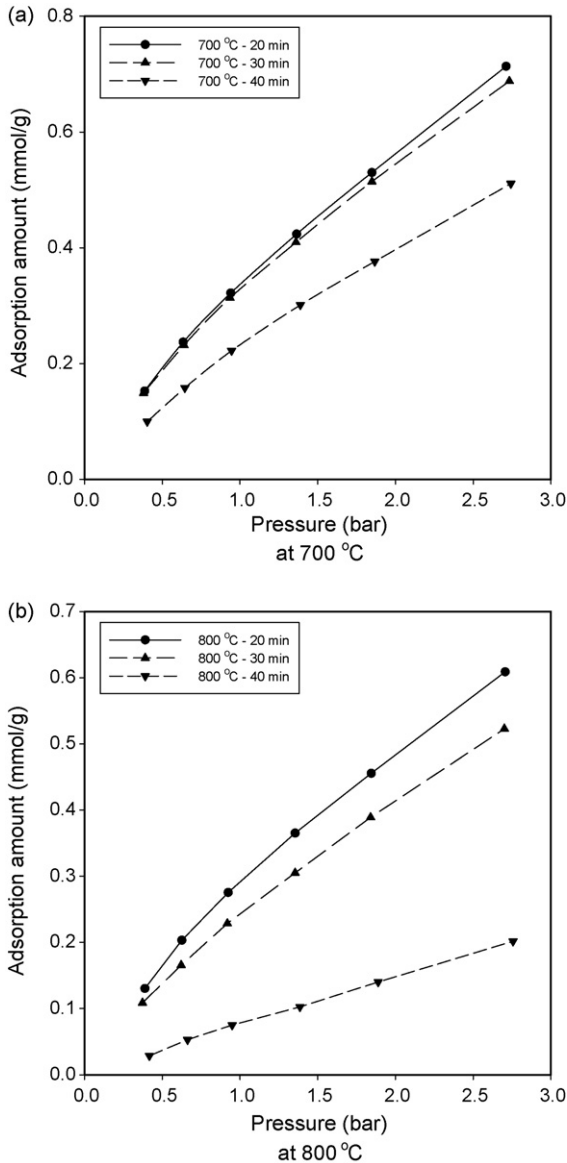 (a)
700 °C - 20 min
700 °C - 30 min
700 °C - 40 min
Adsorption amount (mmol/g)
0.8
0.6
0.4
0.2
0.0
0.0 0.5 1.0 1.5 2.0 2.5 3.0
Pressure (bar)
at 700 °C
(b)
800 °C - 20 min
800 °C - 30 min
800 °C - 40 min
Adsorption amount (mmol/g)
0.7
0.6
0.5
0.4
0.3
0.2
0.1
0.0
0.0 0.5 1.0 1.5 2.0 2.5 3.0
Pressure (bar)
at 800 °C